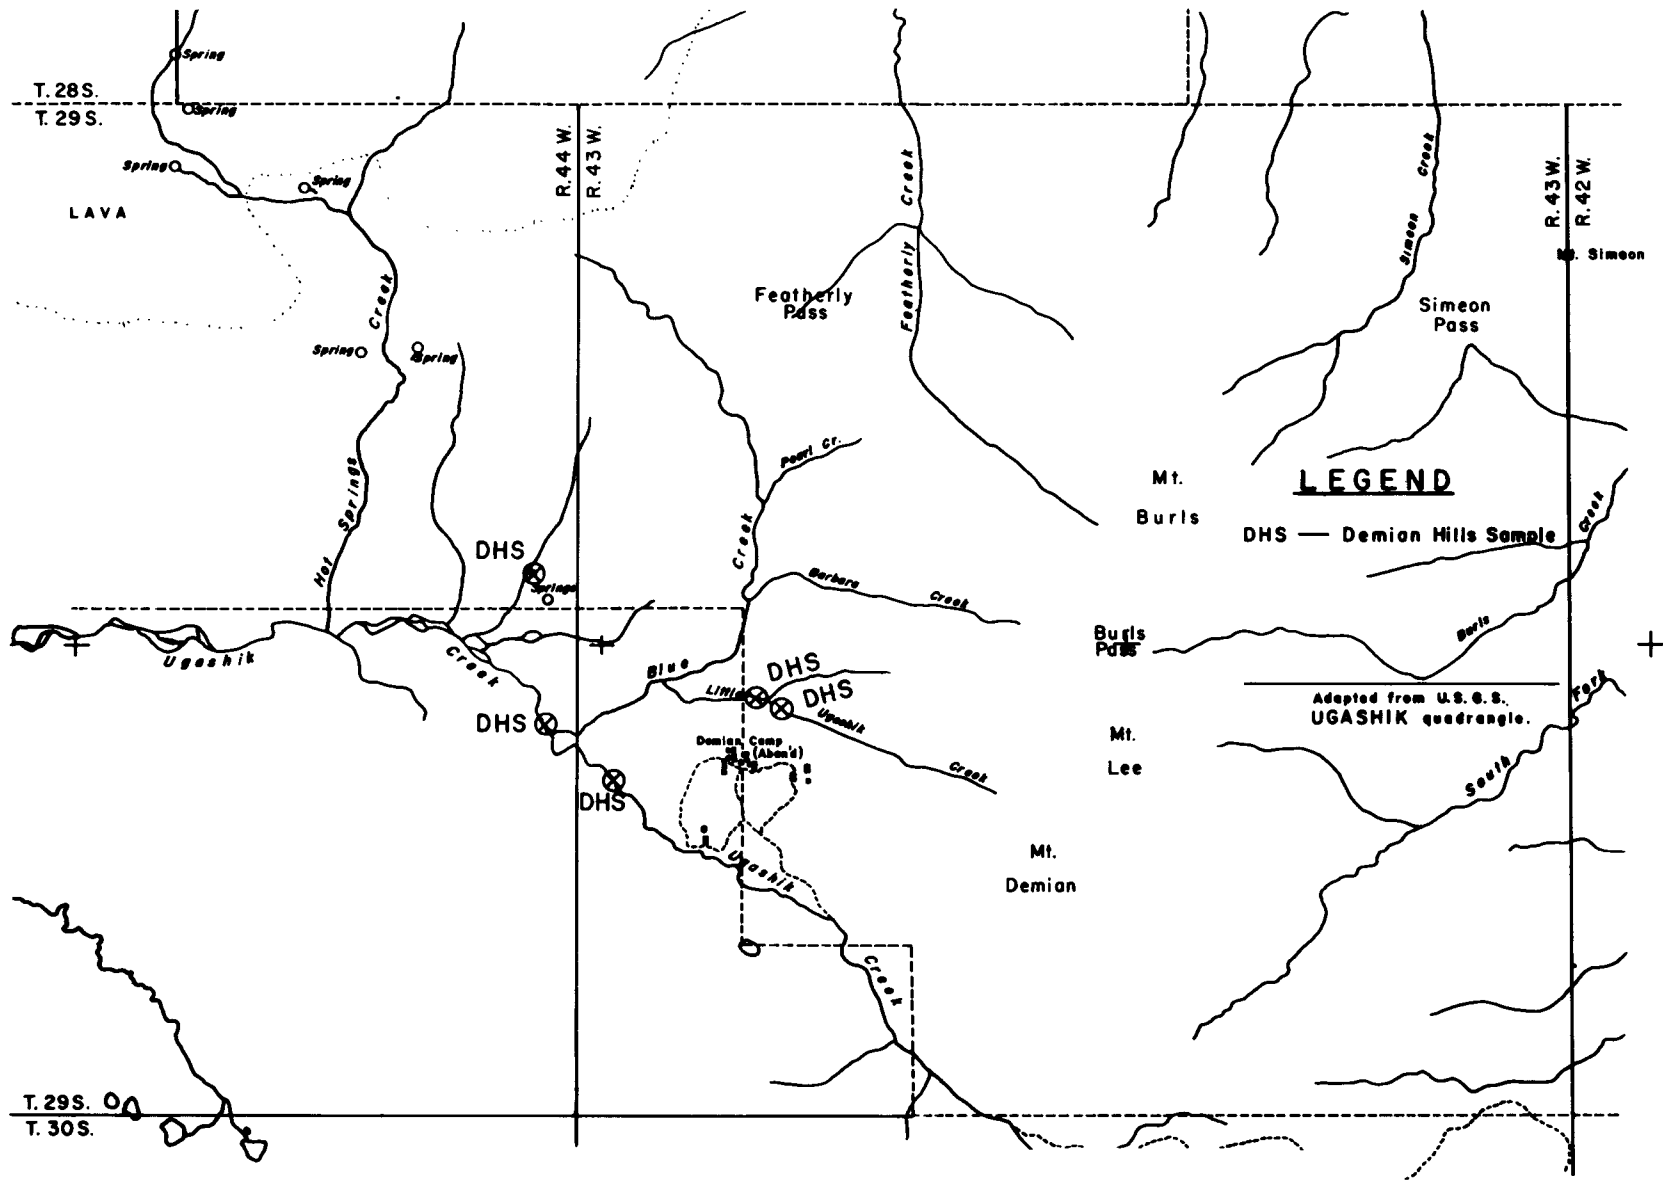 Spring
T. 28 S.
Spring
T. 29 S.
R. 44 W.
R. 43 W.
Creek
Creek
R. 43 W.
R. 42 W.
Spring
Spring
LAVA
Simeon
Mt. Simeon
Featherly
Creek
Featherly
Pass
Simeon
Pass
Spring
Spring
Pearl Cr.
Springs
Mt.
Burls
LEGEND
Creek
DHS — Demian Hills Sample
Creek
DHS
Hot
Springs
Barbara
Creek
Burls
Pass
Burls
Ugashik
Creek
Blue
DHS
Little
DHS
Ugashik
Adapted from U.S.G.S.
UGASHIK quadrangle.
Fork
DHS
Demian Camp
(Aban'd)
Creek
Mt.
Lee
South
DHS
Ugashik
Mt.
Demian
Creek
T. 29 S.
T. 30 S.